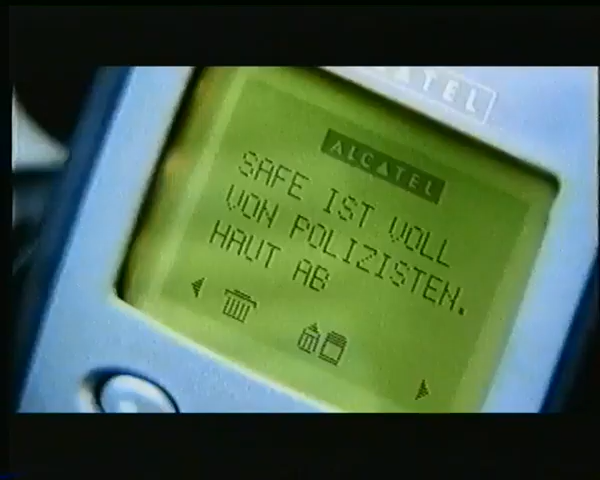 ALCATEL
ALCATEL
SAFE IST VOLL
VON POLIZISTEN.
HAUT AB